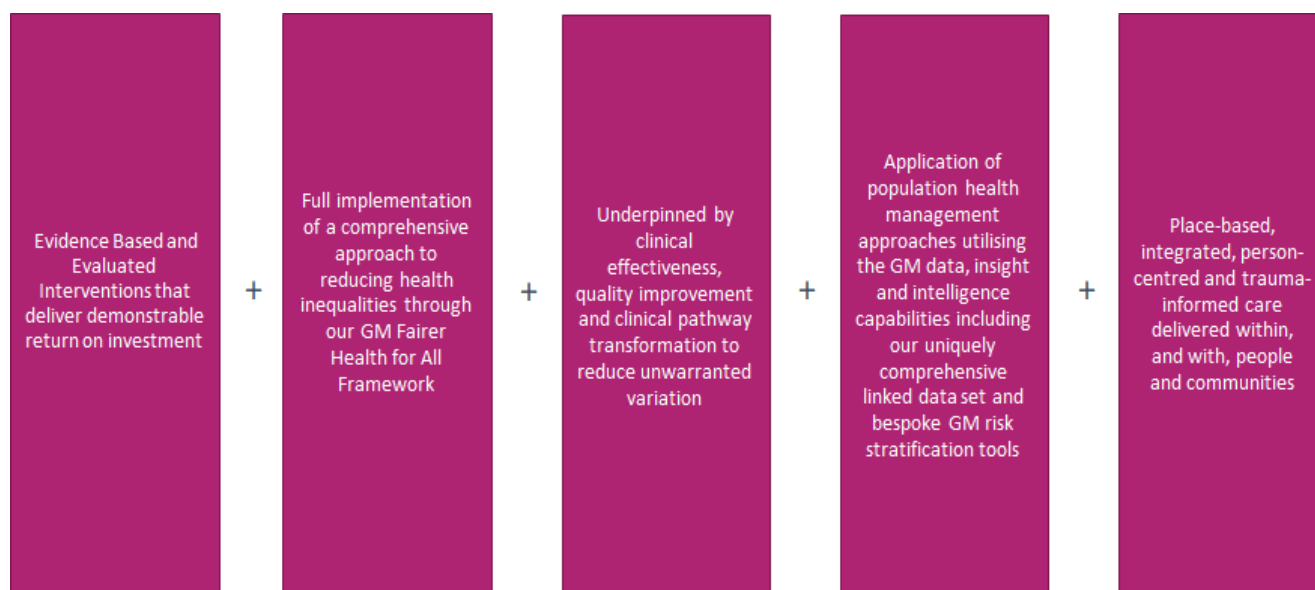 Evidence Based and
Evaluated
Interventions that
deliver demonstrable
return on investment
+
Full implementation
of a comprehensive
approach to
reducing health
inequalities through
our GM Fairer
Health for All
Framework
+
Underpinned by
clinical
effectiveness,
quality improvement
and clinical pathway
transformation to
reduce unwarranted
variation
+
Application of
population health
management
approaches utilising
the GM data, insight
and intelligence
capabilities including
our uniquely
comprehensive
linked data set and
bespoke GM risk
stratification tools
+
Place-based,
integrated, person-
centred and trauma-
informed care
delivered within,
and with, people
and communities